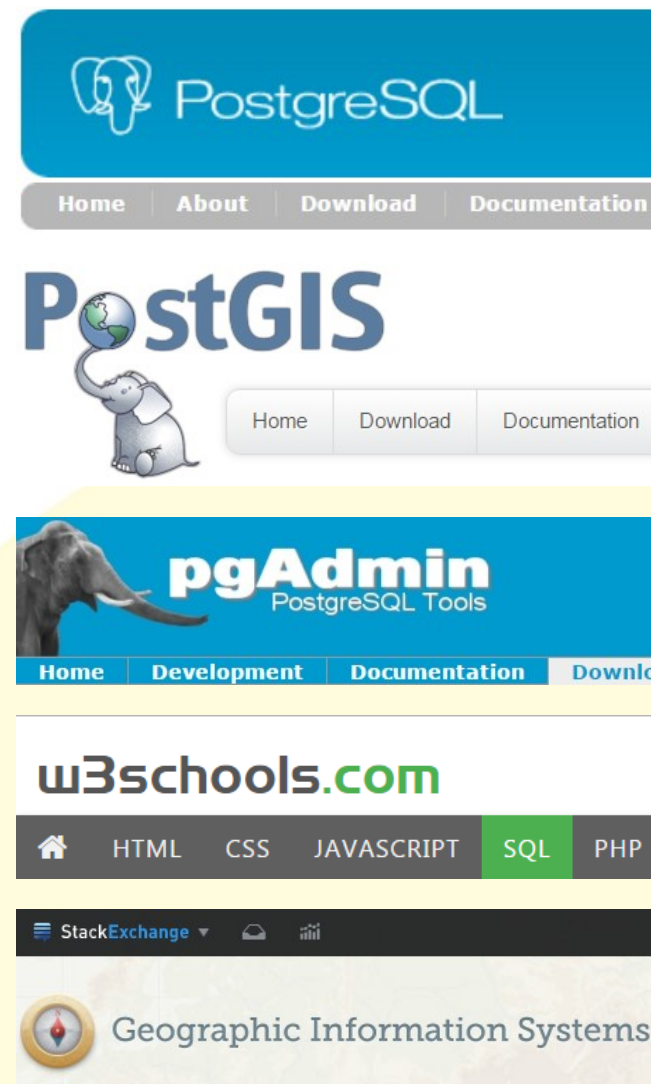 PostgreSQL
Home About Download Documentation
PostGIS
Home Download Documentation
pgAdmin
PostgreSQL Tools
Home Development Documentation Downlo
w3schools.com
HTML CSS JAVASCRIPT SQL PHP
StackExchange
Geographic Information Systems